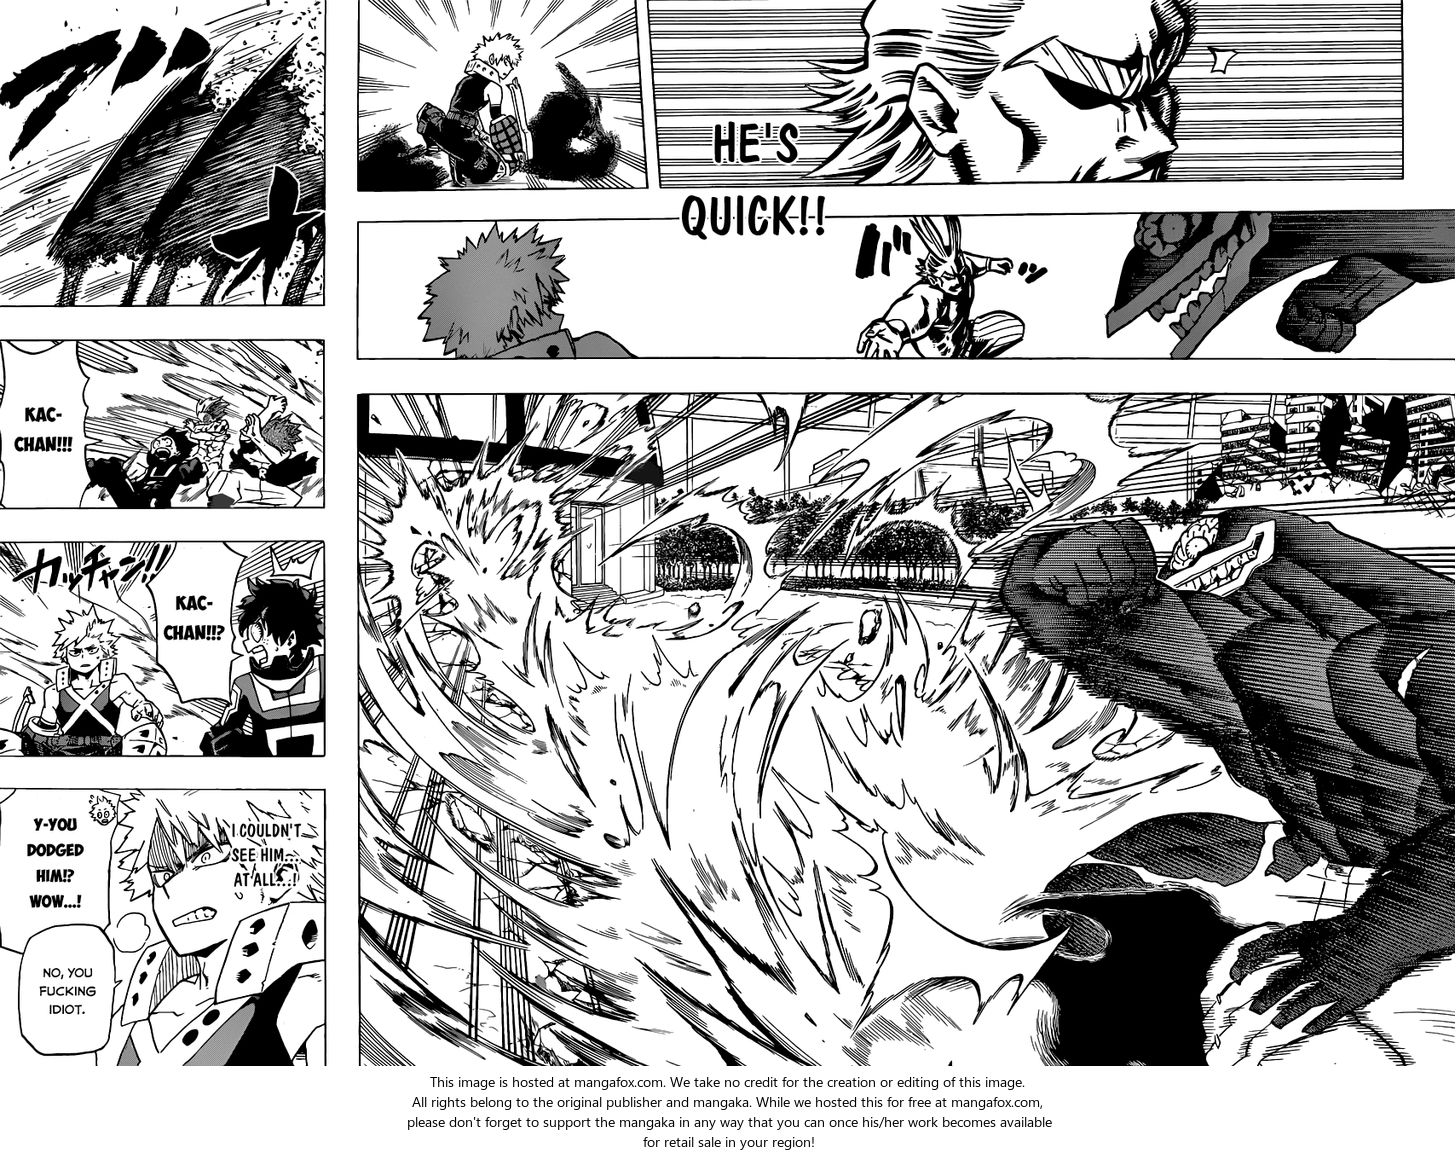 HE'S
QUICK!!
バッ
ブオ
KAC-
CHAN!!!
カッチャン!!
KAC-
CHAN!!?
I COULDN'T
SEE HIM...
AT ALL...!
Y-YOU
DODGED
HIM!?
WOW...!
NO, YOU
FUCKING
IDIOT.
This image is hosted at mangafox.com. We take no credit for the creation or editing of this image.
All rights belong to the original publisher and mangaka. While we hosted this for free at mangafox.com,
please don't forget to support the mangaka in any way that you can once his/her work becomes available
for retail sale in your region!